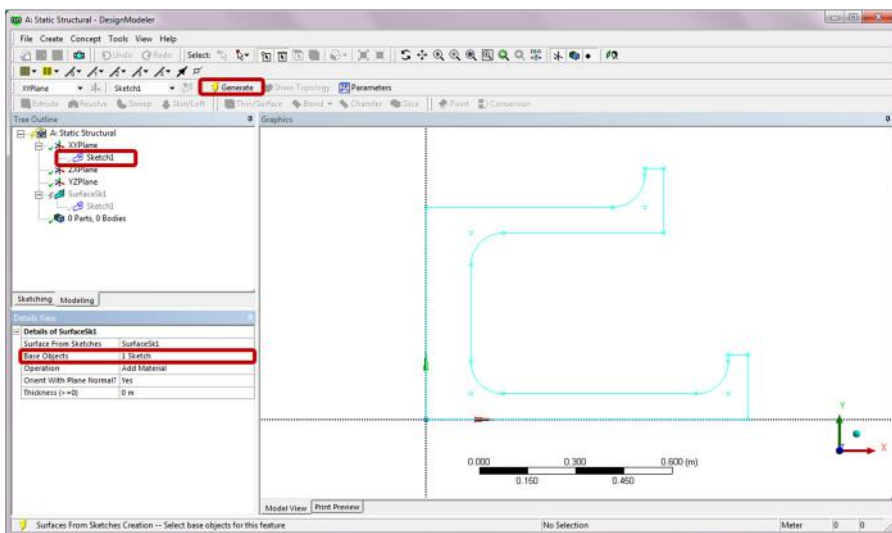 A: Static Structural - DesignModeler
File Create Concept Tools View Help
Undo Redo Select:
XYPlane Sketch1 Generate Share Topology Parameters
Extrude Revolve Sweep Skin/Loft Thin/Surface Blend Chamfer Slice Point Conversion
Tree Outline
A: Static Structural
XYPlane
Sketch1
ZXPlane
YZPlane
SurfaceSk1
Sketch1
0 Parts, 0 Bodies
Sketching Modeling
Details View
Details of SurfaceSk1
Surface From Sketches SurfaceSk1
Base Objects 1 Sketch
Operation Add Material
Orient With Plane Normal? Yes
Thickness (>=0) 0 m
Graphics
Y
X
0.000 0.300 0.600 (m)
0.150 0.450
Model View Print Preview
Surfaces From Sketches Creation -- Select base objects for this feature No Selection Meter 0 0